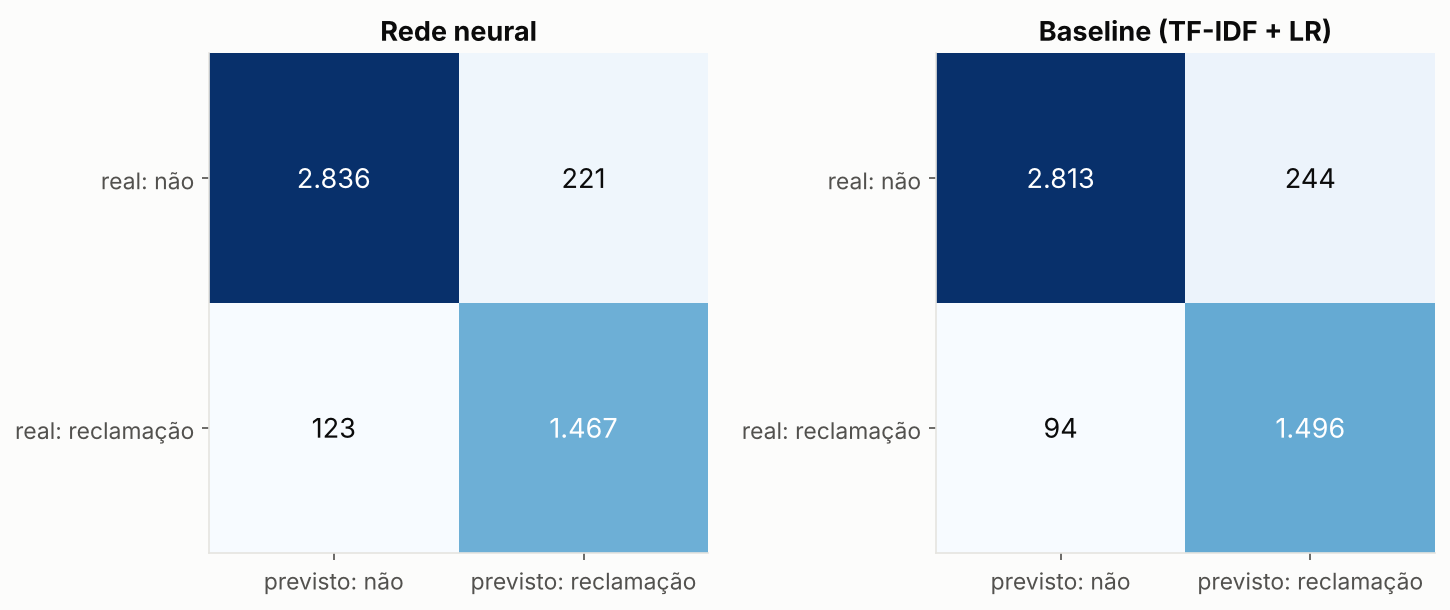 Rede neural
real: não
2.836
221
real: reclamação
123
1.467
previsto: não
previsto: reclamação
Baseline (TF-IDF + LR)
real: não
2.813
244
real: reclamação
94
1.496
previsto: não
previsto: reclamação